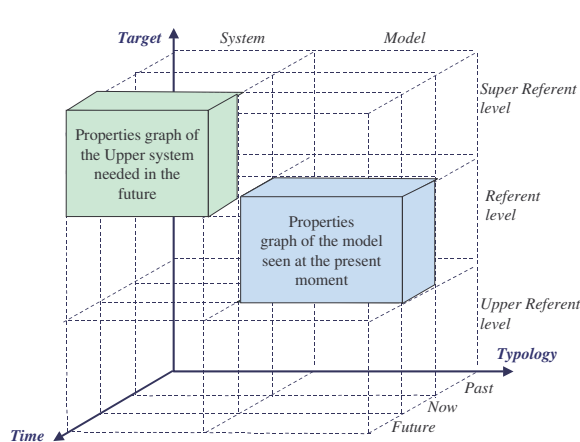 Target
System
Model
Super Referent
level
Properties graph of
the Upper system
needed in the
future
Referent
level
Properties
graph of the model
seen at the present
moment
Upper Referent
level
Typology
Past
Now
Future
Time